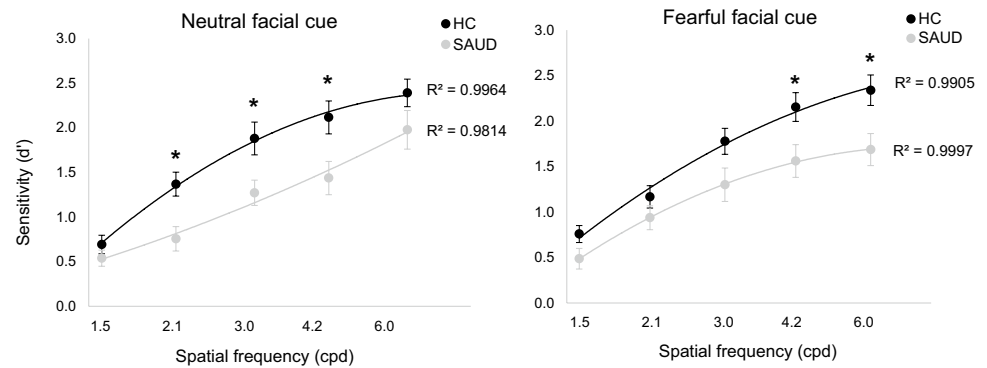 Neutral facial cue
HC
SAUD
3.0
2.5
2.0
1.5
1.0
0.5
0.0
Sensitivity (d')
*
*
*
R² = 0.9964
R² = 0.9814
1.5 2.1 3.0 4.2 6.0
Spatial frequency (cpd)
Fearful facial cue
HC
SAUD
3.0
2.5
2.0
1.5
1.0
0.5
0.0
*
*
R² = 0.9905
R² = 0.9997
1.5 2.1 3.0 4.2 6.0
Spatial frequency (cpd)